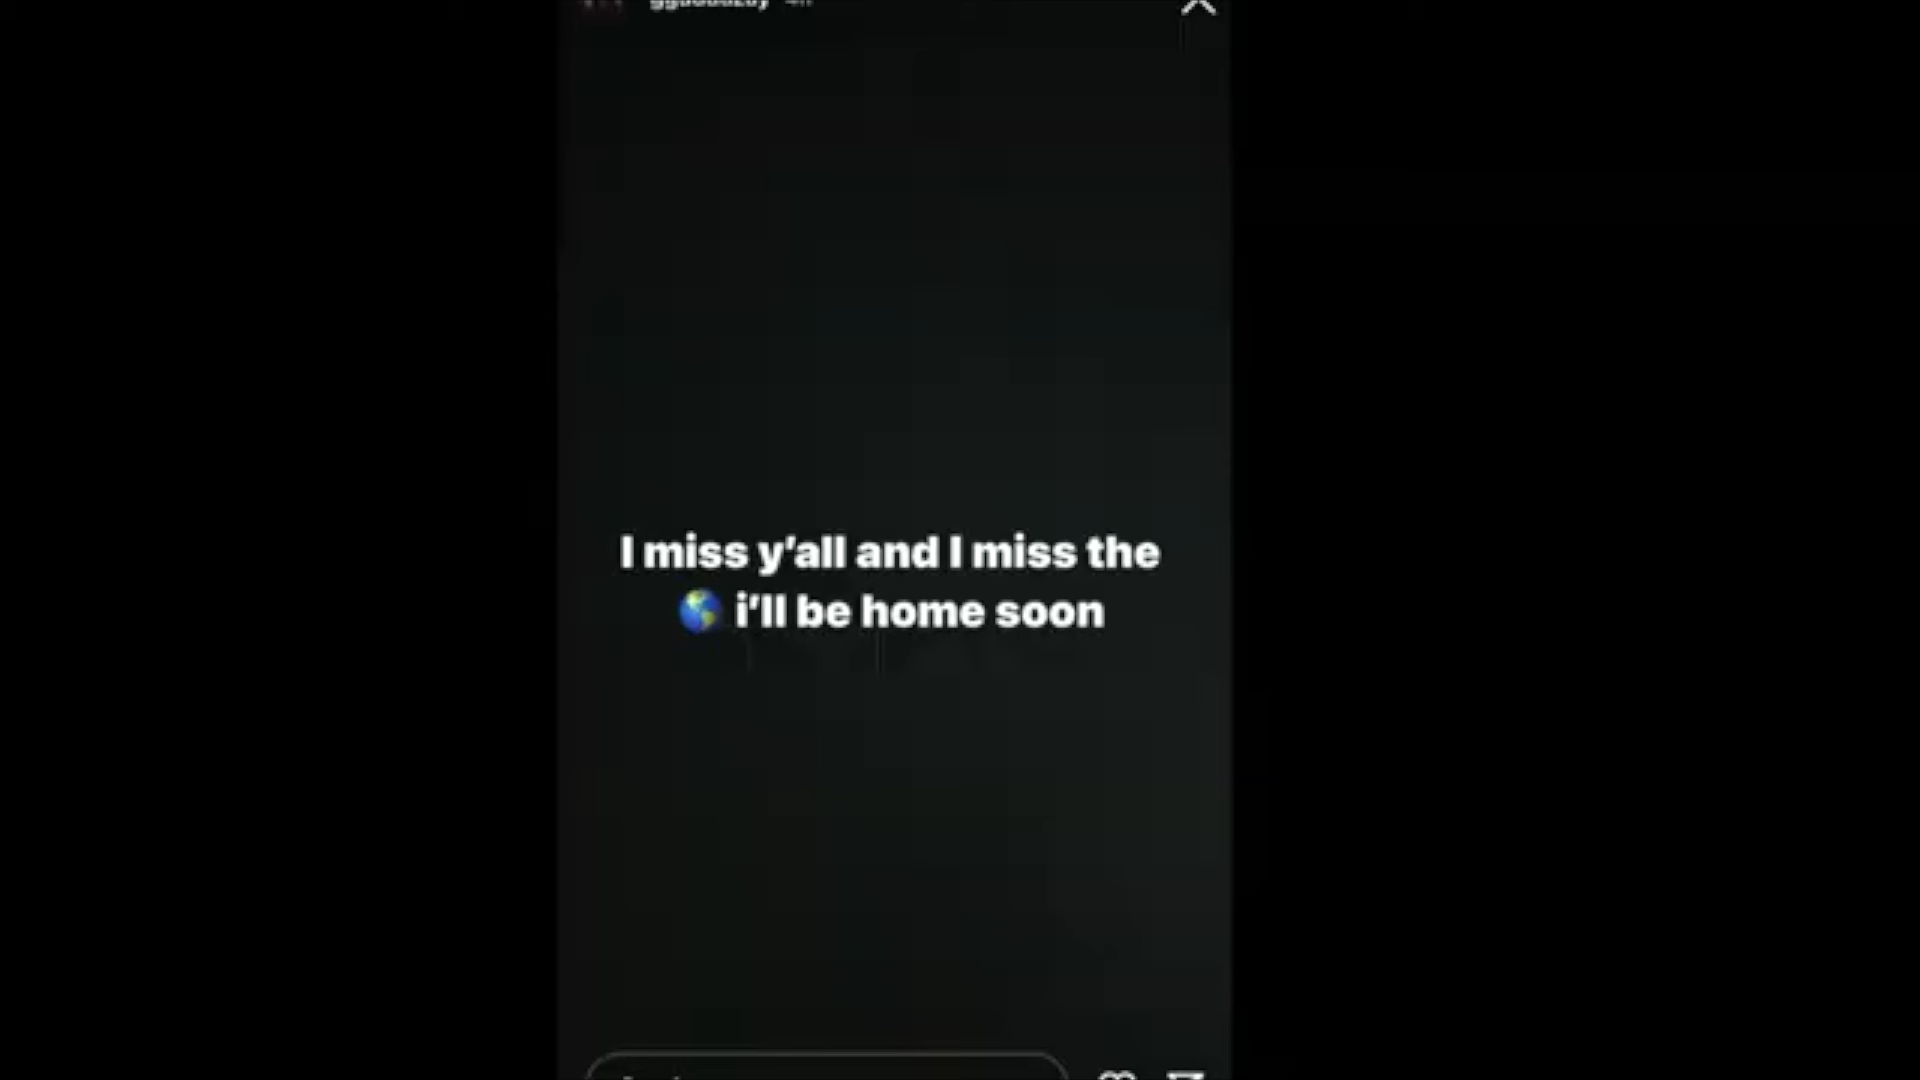 I miss y'all and I miss the
🌎 i'll be home soon